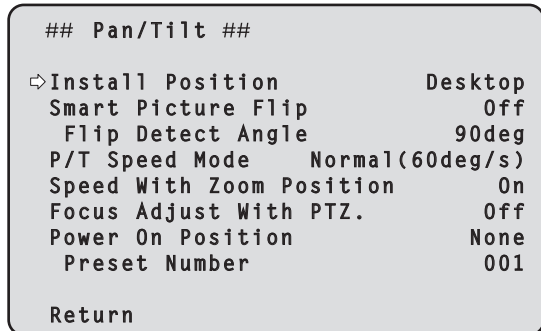 ## Pan/Tilt ##
⇨Install Position Desktop
Smart Picture Flip Off
Flip Detect Angle 90deg
P/T Speed Mode Normal(60deg/s)
Speed With Zoom Position On
Focus Adjust With PTZ. Off
Power On Position None
Preset Number 001
Return